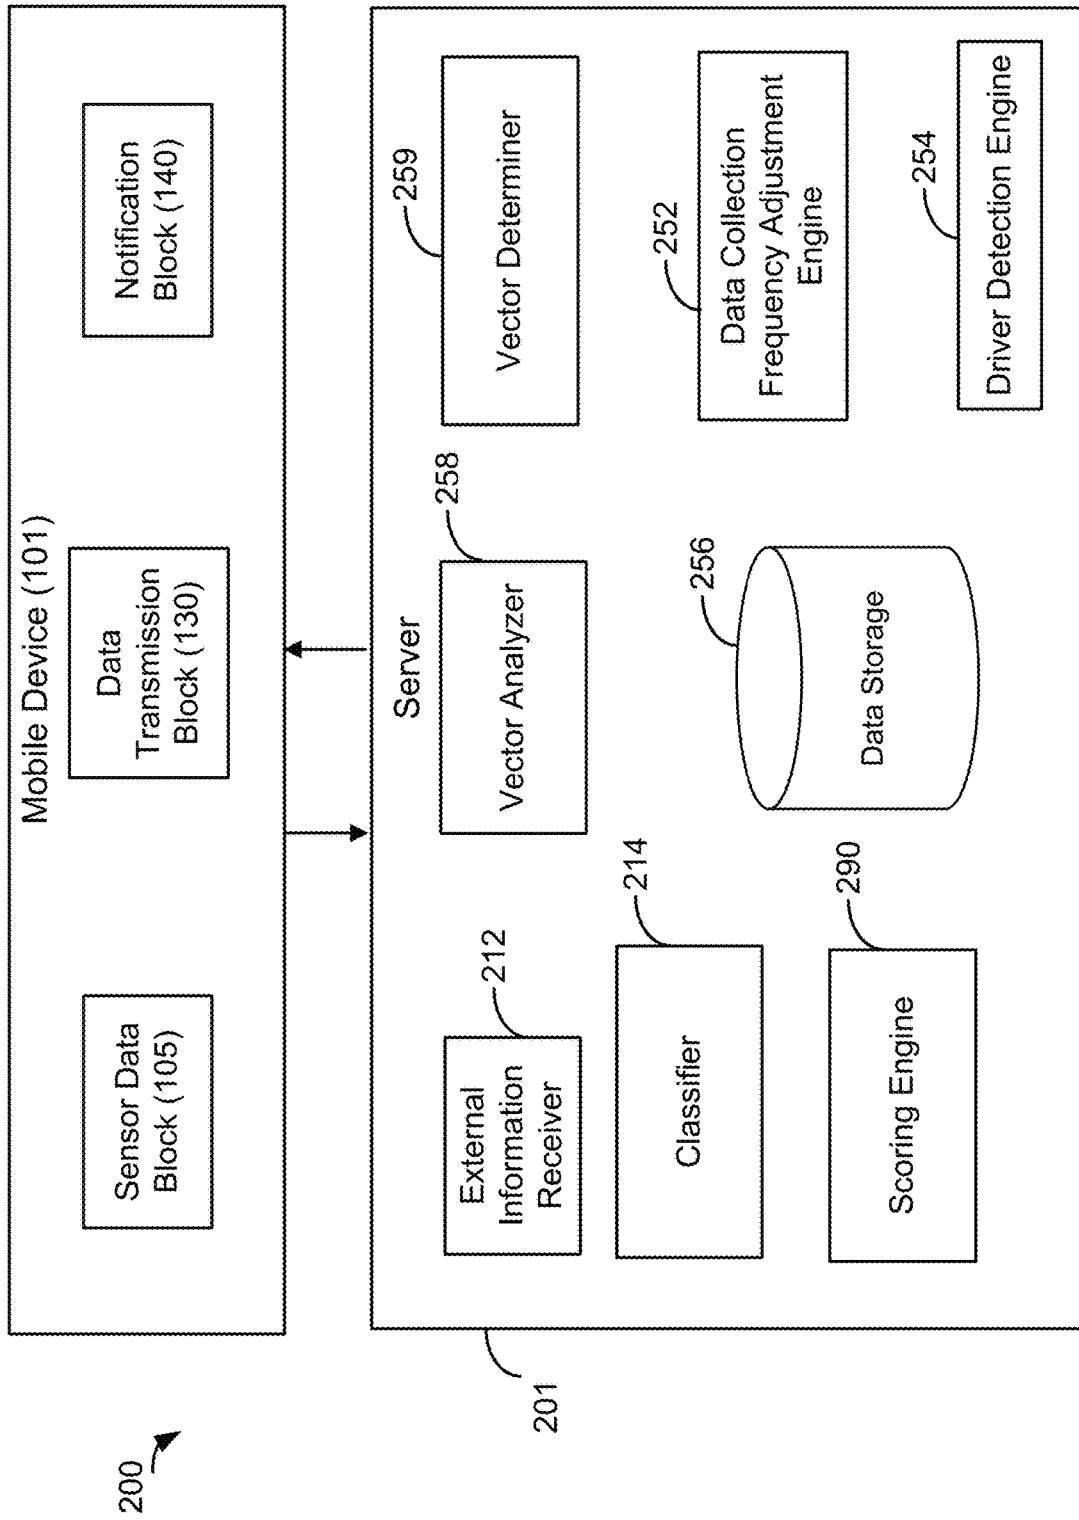 200
Mobile Device (101)
Sensor Data
Block (105)
Data
Transmission
Block (130)
Notification
Block (140)
201
Server
External
Information
Receiver
212
Vector Analyzer
258
Vector Determiner
259
Classifier
214
Data Collection
Frequency Adjustment
Engine
252
Scoring Engine
290
Data Storage
256
Driver Detection Engine
254